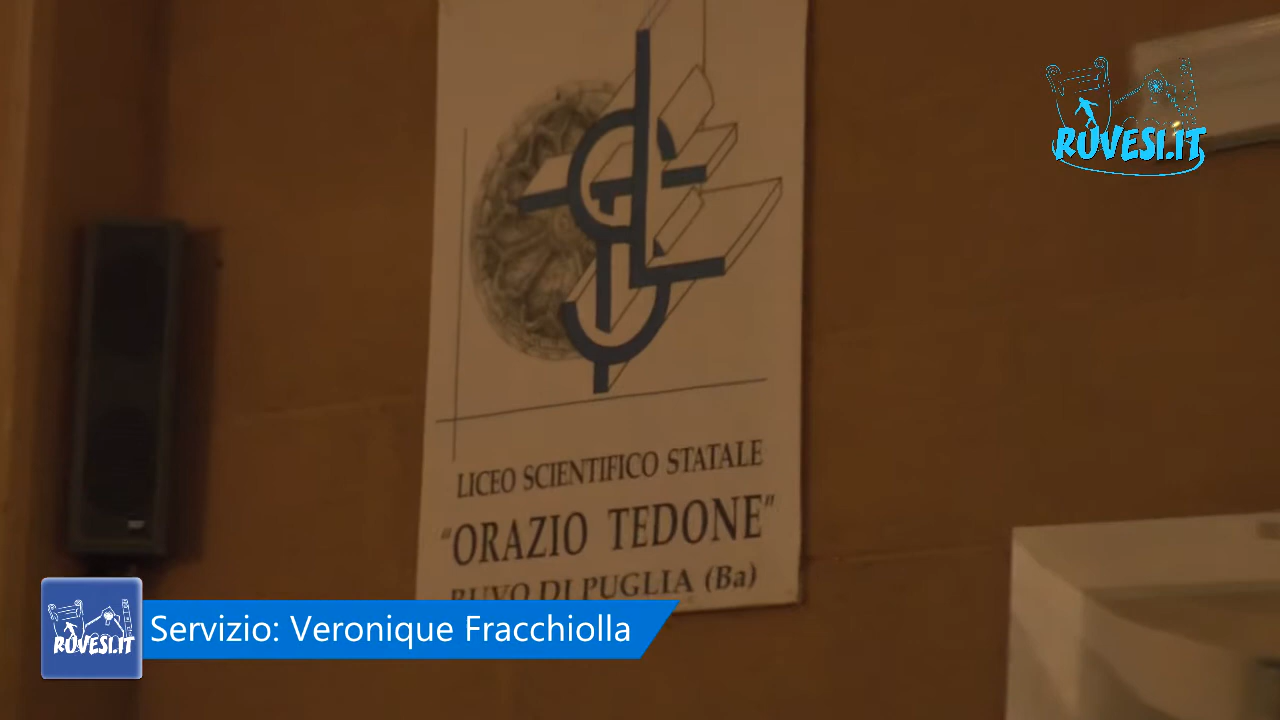 RUVESI.IT
LICEO SCIENTIFICO STATALE
"ORAZIO TEDONE"
RUVO DI PUGLIA (Ba)
RUVESI.IT
Servizio: Veronique Fracchiolla